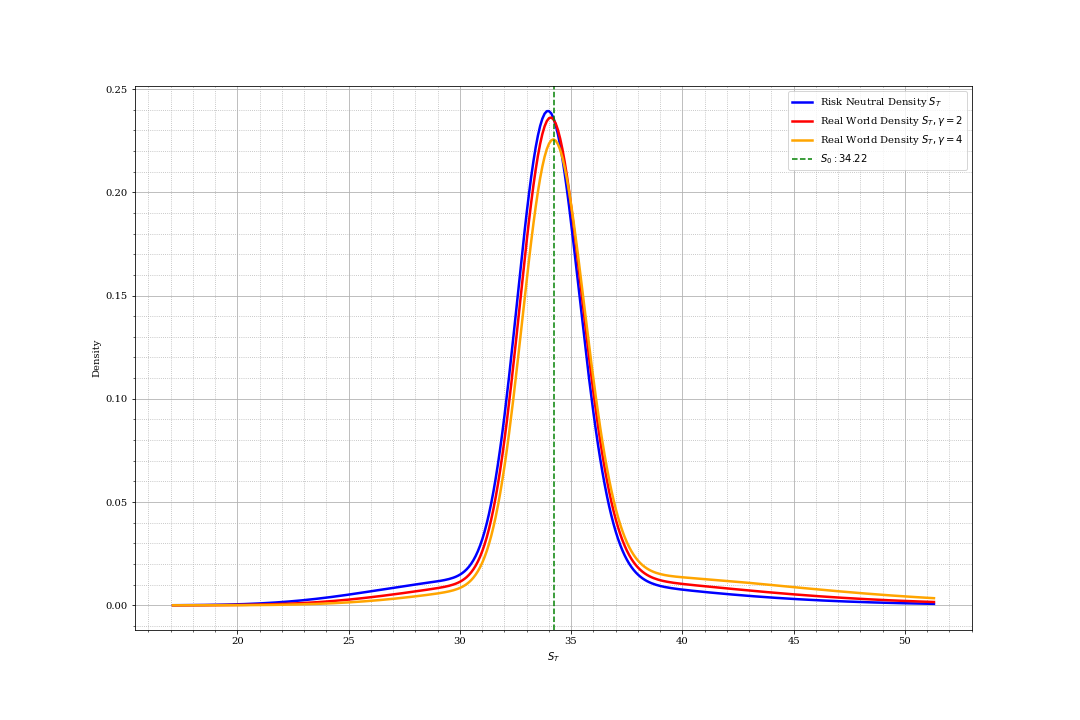 0.25
0.20
0.15
0.10
0.05
0.00
Density
20 25 30 35 40 45 50
S_T
Risk Neutral Density S_T
Real World Density S_T, γ = 2
Real World Density S_T, γ = 4
S_0 : 34.22